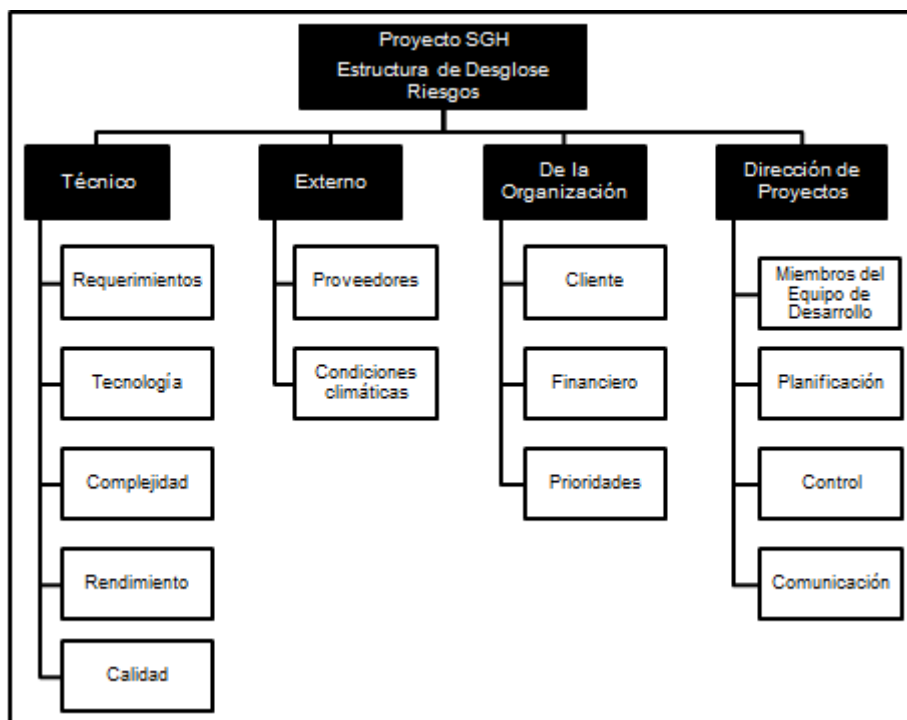 Proyecto SGH
Estructura de Desglose
Riesgos
Técnico
Externo
De la
Organización
Dirección de
Proyectos
Requerimientos
Tecnología
Complejidad
Rendimiento
Calidad
Proveedores
Condiciones
climáticas
Cliente
Financiero
Prioridades
Miembros del
Equipo de
Desarrollo
Planificación
Control
Comunicación